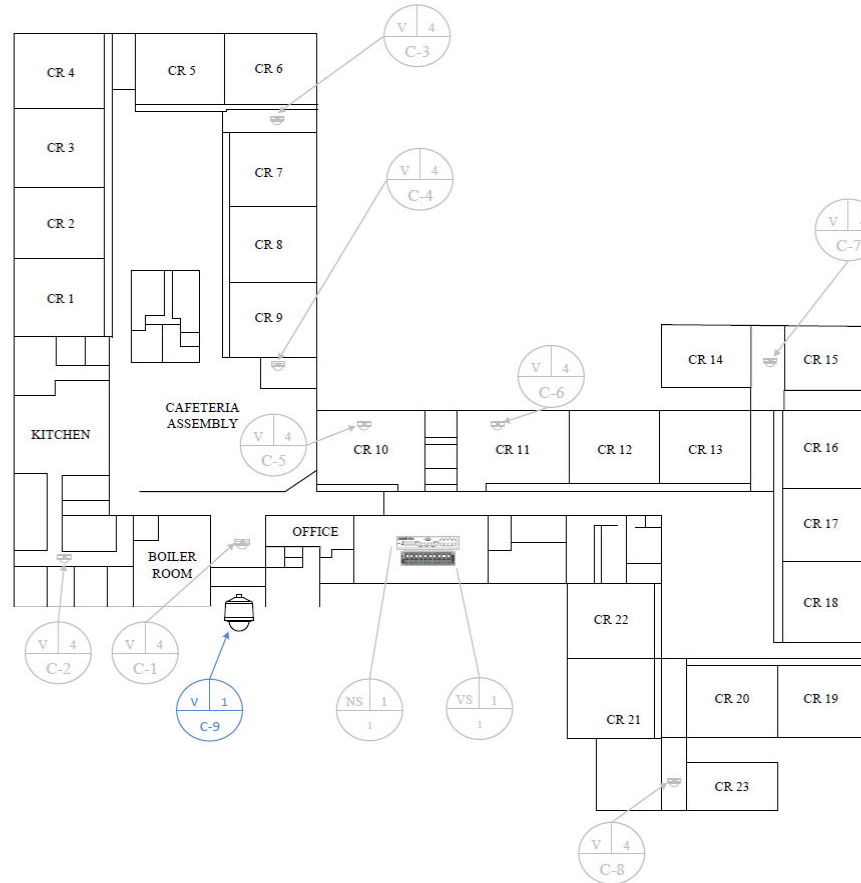 V 4
C-3
CR 4
CR 5
CR 6
CR 3
CR 7
V 4
C-4
CR 2
CR 8
V
C-7
CR 1
CR 9
CR 14
CR 15
V 4
C-6
CAFETERIA
ASSEMBLY
KITCHEN
V 4
C-5
CR 10
CR 11
CR 12
CR 13
CR 16
CR 17
OFFICE
BOILER
ROOM
CR 18
CR 22
V 4
C-2
V 4
C-1
V 1
C-9
NS 1
1
VS 1
1
CR 21
CR 20
CR 19
CR 23
V 4
C-8